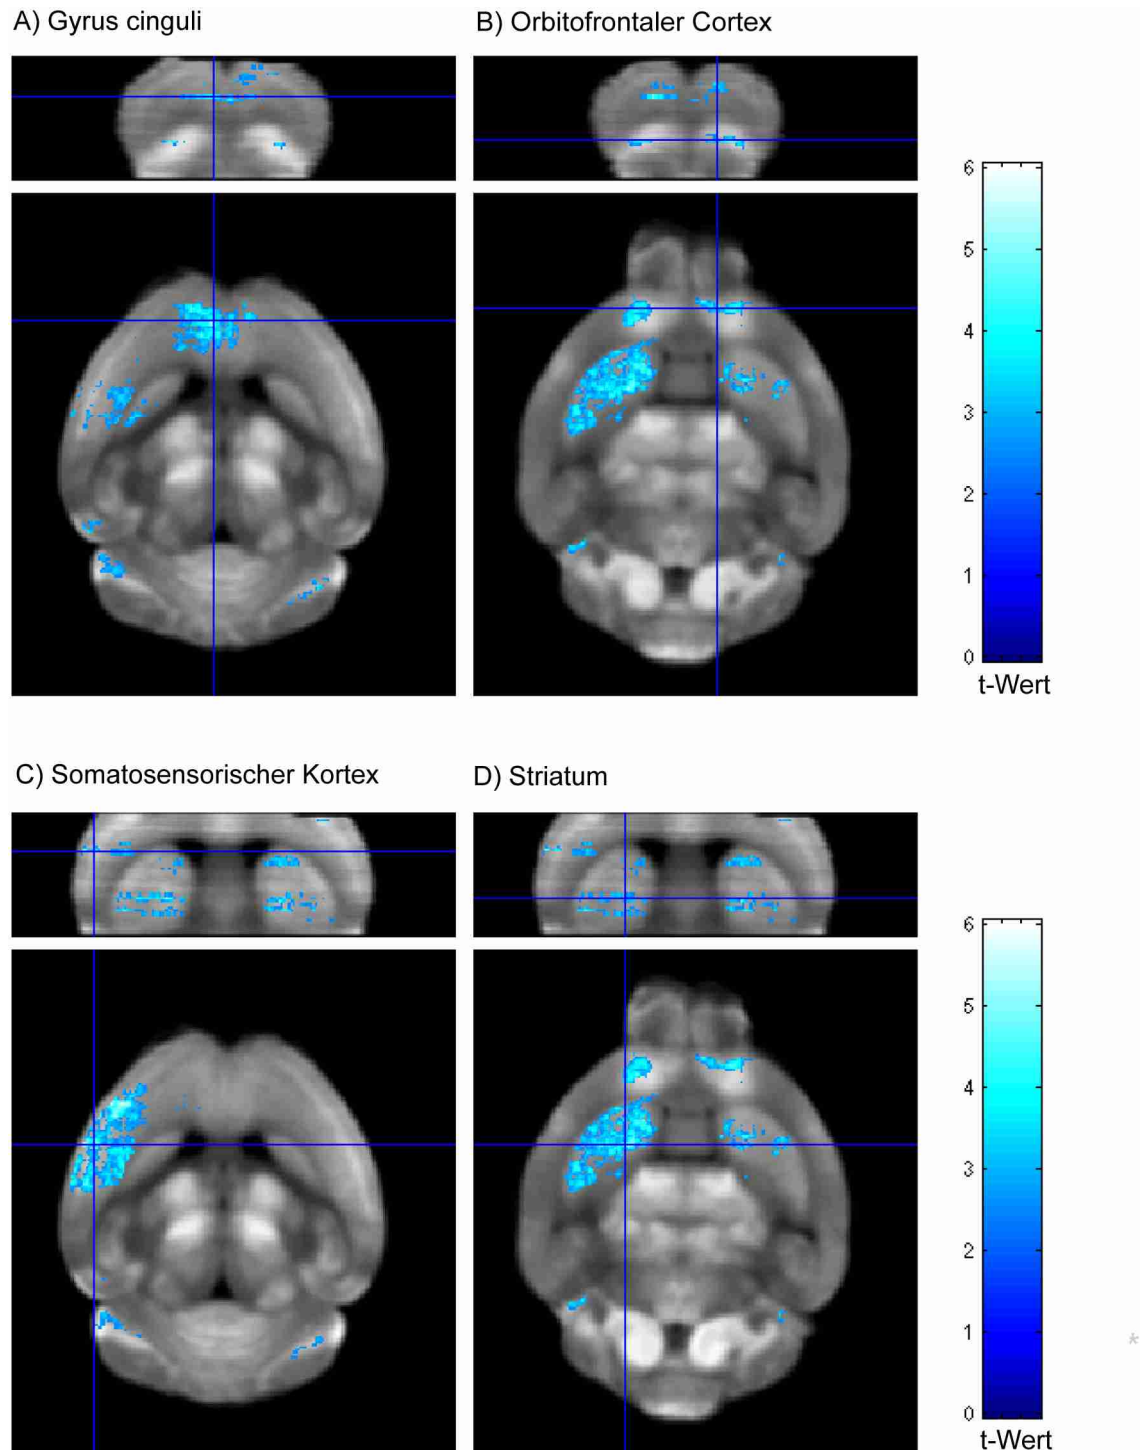 A) Gyrus cinguli
B) Orbitofrontaler Cortex
6
5
4
3
2
1
0
t-Wert
C) Somatosensorischer Kortex
D) Striatum
6
5
4
3
2
1
0
t-Wert
*